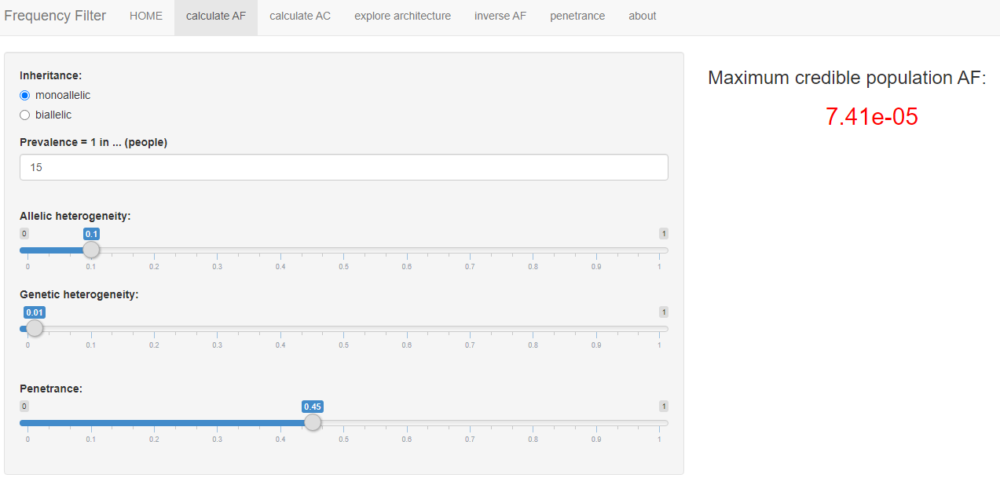 Frequency Filter HOME calculate AF calculate AC explore architecture inverse AF penetrance about
Inheritance:
monoallelic
biallelic
Prevalence = 1 in ... (people)
15
Allelic heterogeneity:
0 0.1 1
0 0.1 0.2 0.3 0.4 0.5 0.6 0.7 0.8 0.9 1
Genetic heterogeneity:
0.01 1
0 0.1 0.2 0.3 0.4 0.5 0.6 0.7 0.8 0.9 1
Penetrance:
0 0.45 1
0 0.1 0.2 0.3 0.4 0.5 0.6 0.7 0.8 0.9 1
Maximum credible population AF:
7.41e-05